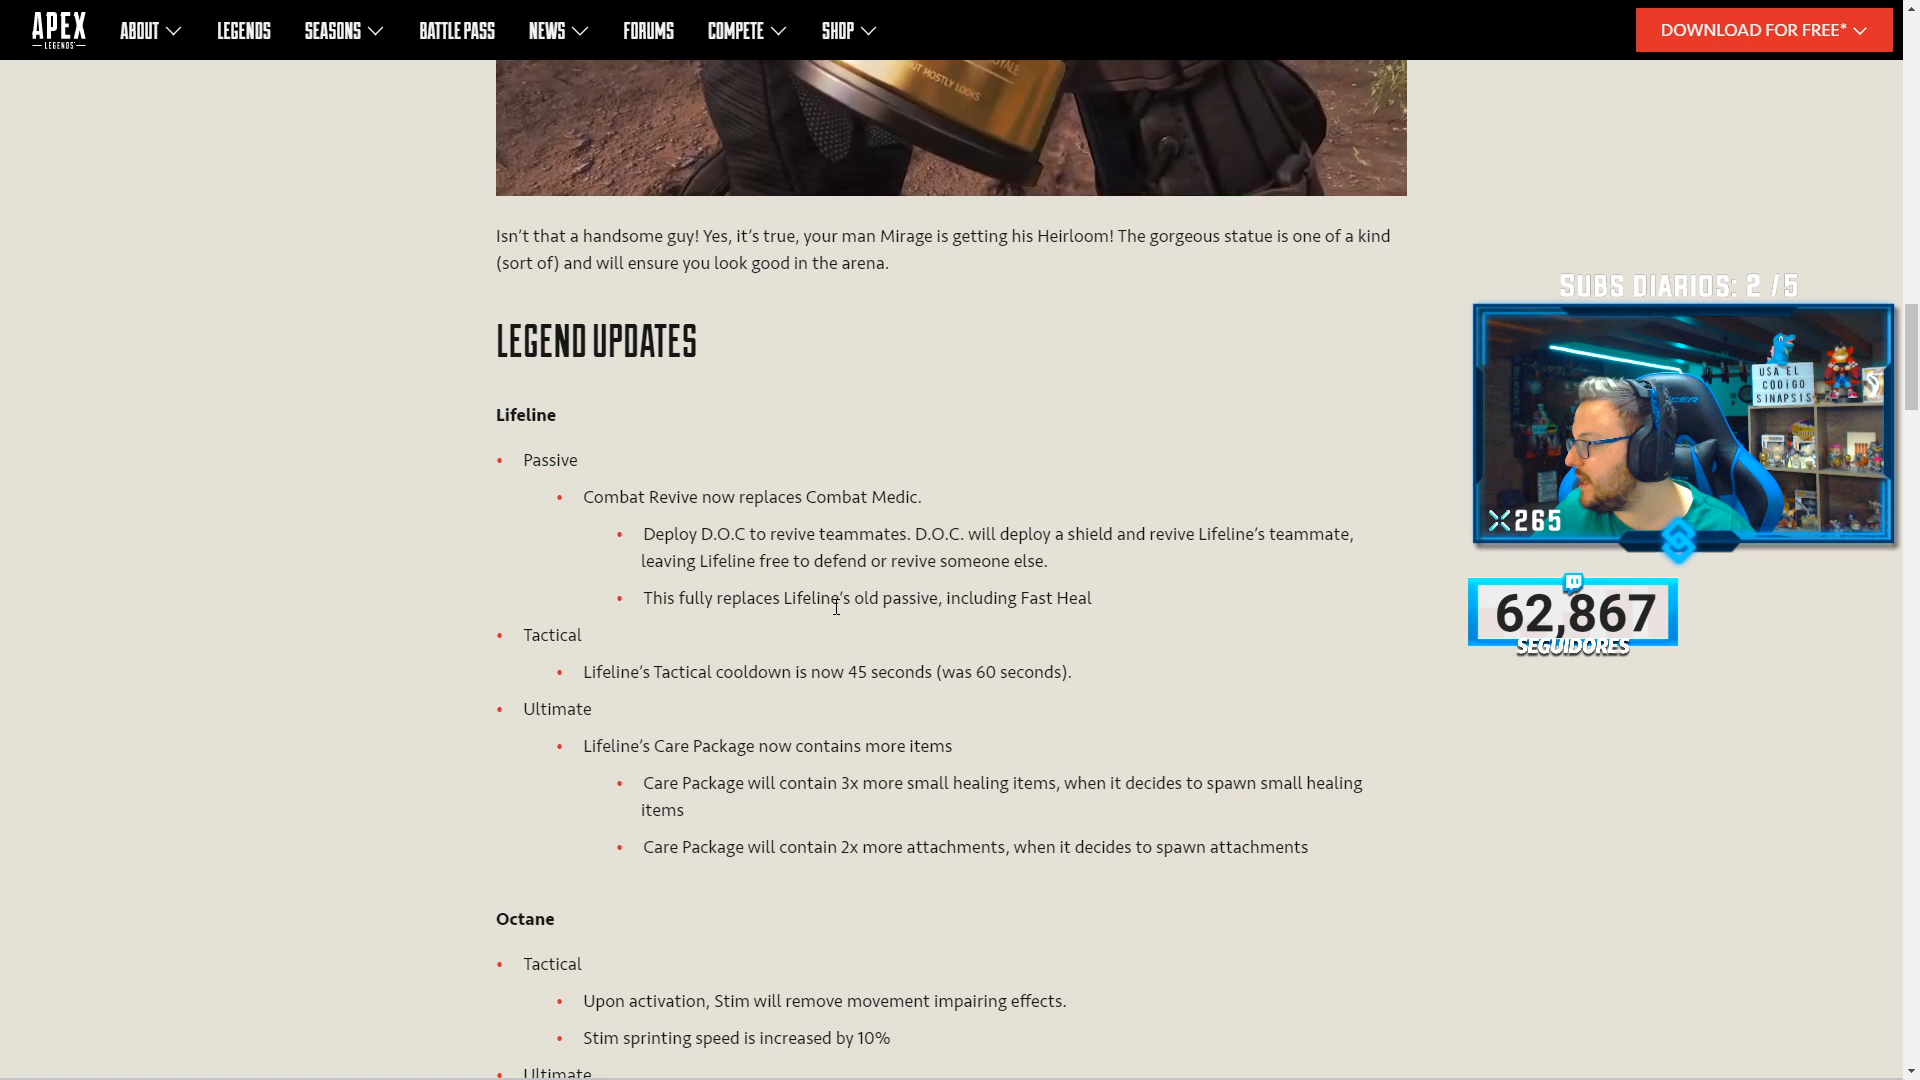 APEX
LEGENDS
ABOUT
LEGENDS
SEASONS
BATTLE PASS
NEWS
FORUMS
COMPETE
SHOP
DOWNLOAD FOR FREE*
UT MOSTLY LOOKS
Isn’t that a handsome guy! Yes, it’s true, your man Mirage is getting his Heirloom! The gorgeous statue is one of a kind
(sort of) and will ensure you look good in the arena.
LEGEND UPDATES
Lifeline
• Passive
• Combat Revive now replaces Combat Medic.
• Deploy D.O.C to revive teammates. D.O.C. will deploy a shield and revive Lifeline’s teammate,
leaving Lifeline free to defend or revive someone else.
• This fully replaces Lifeline’s old passive, including Fast Heal
• Tactical
• Lifeline’s Tactical cooldown is now 45 seconds (was 60 seconds).
• Ultimate
• Lifeline’s Care Package now contains more items
• Care Package will contain 3x more small healing items, when it decides to spawn small healing
items
• Care Package will contain 2x more attachments, when it decides to spawn attachments
Octane
• Tactical
• Upon activation, Stim will remove movement impairing effects.
• Stim sprinting speed is increased by 10%
• Ultimate
SUBS DIARIOS: 2 /5
USA EL
CODIGO
SINAPSIS
265
62,867
SEGUIDORES